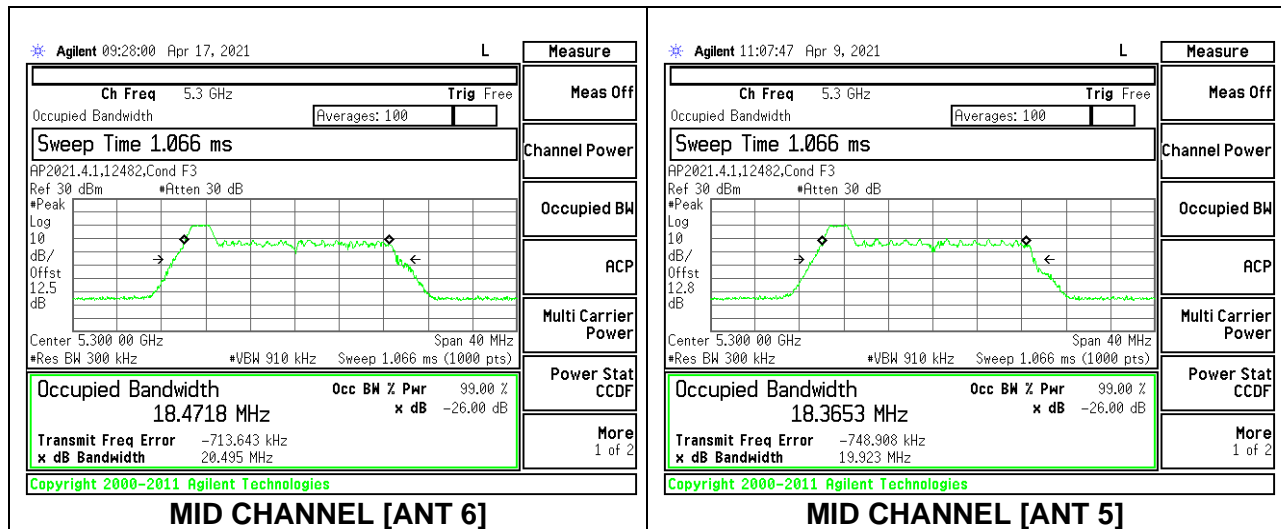 Agilent 09:28:00 Apr 17, 2021 L Measure
Ch Freq 5.3 GHz Trig Free
Occupied Bandwidth Averages: 100
Sweep Time 1.066 ms
AP2021.4.1,12482,Cond F3
Ref 30 dBm #Atten 30 dB
#Peak
Log
10
dB/
Offst
12.5
dB
Center 5.300 00 GHz Span 40 MHz
#Res BW 300 kHz #VBW 910 kHz Sweep 1.066 ms (1000 pts)
Occupied Bandwidth Occ BW % Pwr 99.00 %
18.4718 MHz x dB -26.00 dB
Transmit Freq Error -713.643 kHz
x dB Bandwidth 20.495 MHz
Copyright 2000-2011 Agilent Technologies
Meas Off
Channel Power
Occupied BW
ACP
Multi Carrier
Power
Power Stat
CCDF
More
1 of 2
MID CHANNEL [ANT 6]
Agilent 11:07:47 Apr 9, 2021 L Measure
Ch Freq 5.3 GHz Trig Free
Occupied Bandwidth Averages: 100
Sweep Time 1.066 ms
AP2021.4.1,12482,Cond F3
Ref 30 dBm #Atten 30 dB
#Peak
Log
10
dB/
Offst
12.8
dB
Center 5.300 00 GHz Span 40 MHz
#Res BW 300 kHz #VBW 910 kHz Sweep 1.066 ms (1000 pts)
Occupied Bandwidth Occ BW % Pwr 99.00 %
18.3653 MHz x dB -26.00 dB
Transmit Freq Error -748.908 kHz
x dB Bandwidth 19.923 MHz
Copyright 2000-2011 Agilent Technologies
Meas Off
Channel Power
Occupied BW
ACP
Multi Carrier
Power
Power Stat
CCDF
More
1 of 2
MID CHANNEL [ANT 5]